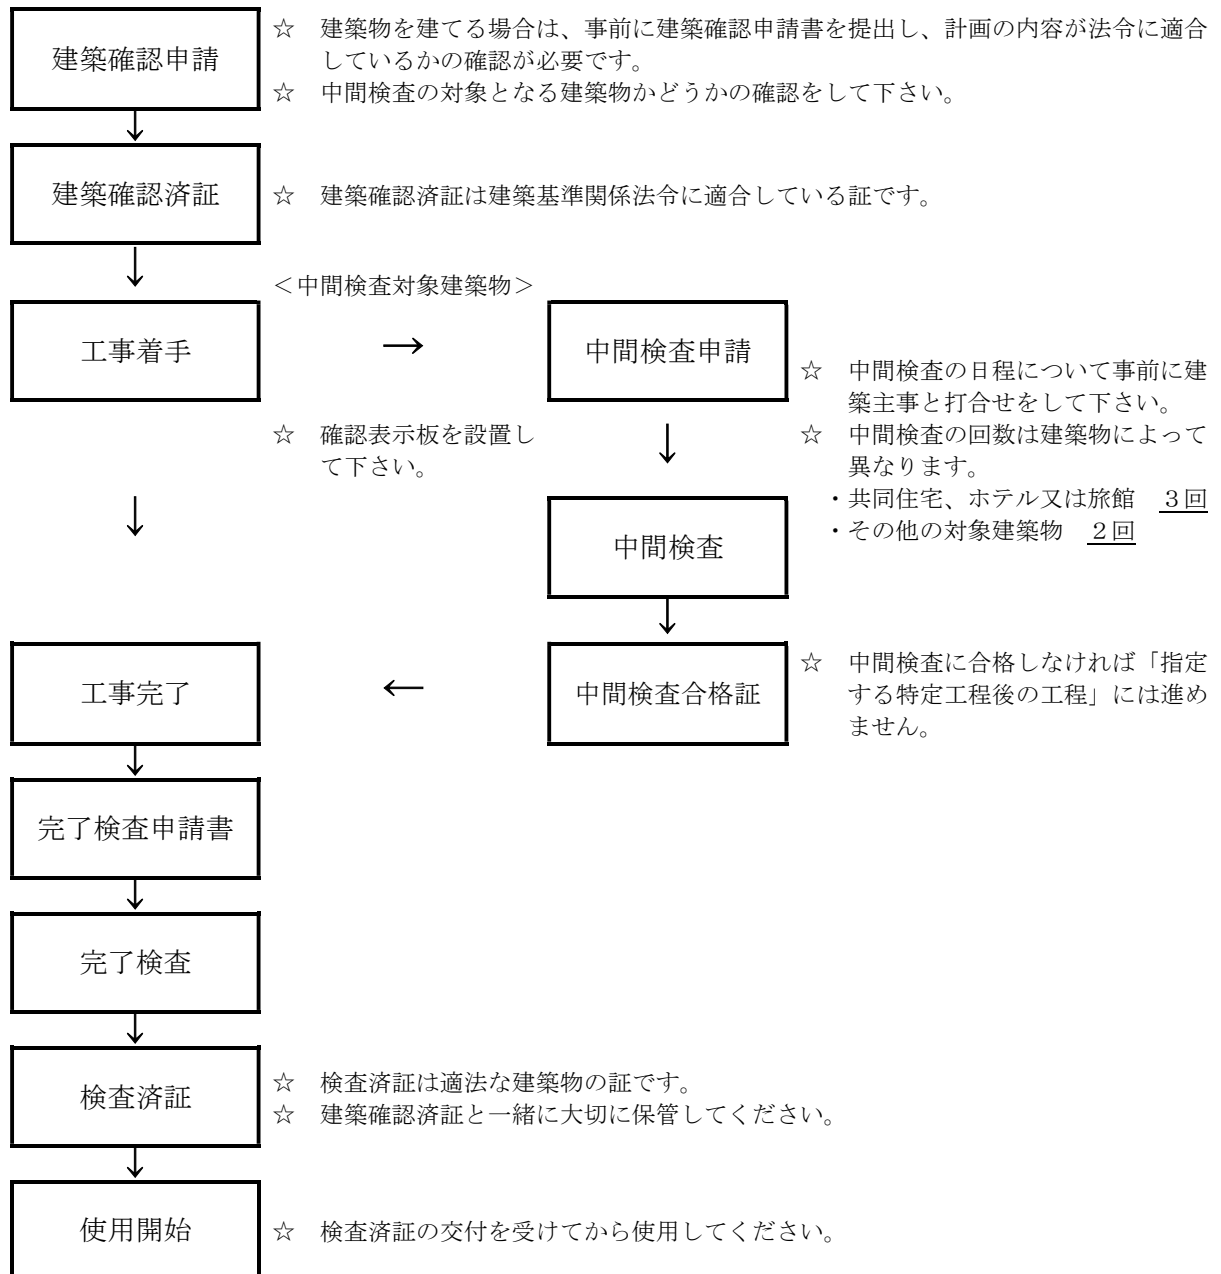 建築確認申請
☆　建築物を建てる場合は、事前に建築確認申請書を提出し、計画の内容が法令に適合
しているかの確認が必要です。
☆　中間検査の対象となる建築物かどうかの確認をして下さい。
↓
建築確認済証
☆　建築確認済証は建築基準関係法令に適合している証です。
↓
＜中間検査対象建築物＞
工事着手
→
中間検査申請
☆　中間検査の日程について事前に建
築主事と打合せをして下さい。
☆　確認表示板を設置し
て下さい。
↓
☆　中間検査の回数は建築物によって
異なります。
・共同住宅、ホテル又は旅館　３回
・その他の対象建築物　２回
↓
中間検査
↓
工事完了
←
中間検査合格証
☆　中間検査に合格しなければ「指定
する特定工程後の工程」には進め
ません。
↓
完了検査申請書
↓
完了検査
↓
検査済証
☆　検査済証は適法な建築物の証です。
☆　建築確認済証と一緒に大切に保管してください。
↓
使用開始
☆　検査済証の交付を受けてから使用してください。